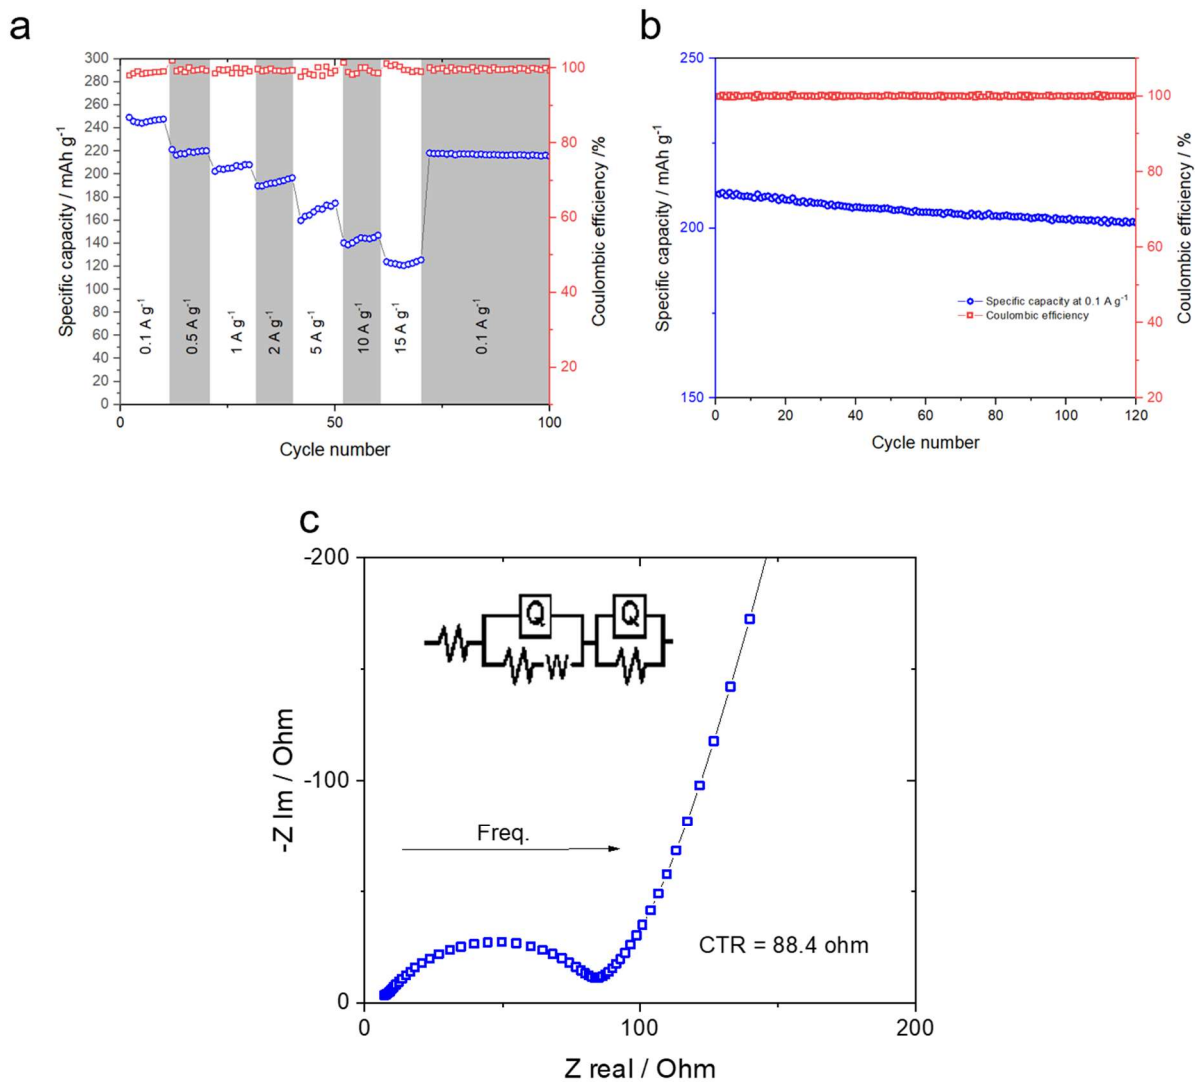 a
300
280
260
240
220
200
180
160
140
120
100
80
60
40
20
0
Specific capacity / mAh g-1
0.1 A g-1
0.5 A g-1
1 A g-1
2 A g-1
5 A g-1
10 A g-1
15 A g-1
0.1 A g-1
100
80
60
40
20
Coulombic efficiency /%
0 50 100
Cycle number
b
250
200
150
Specific capacity / mAh g-1
Specific capacity at 0.1 A g-1
Coulombic efficiency
100
80
60
40
20
Coulombic efficiency / %
0 20 40 60 80 100 120
Cycle number
c
-200
-100
0
-Z Im / Ohm
Q Q
Freq.
CTR = 88.4 ohm
0 100 200
Z real / Ohm